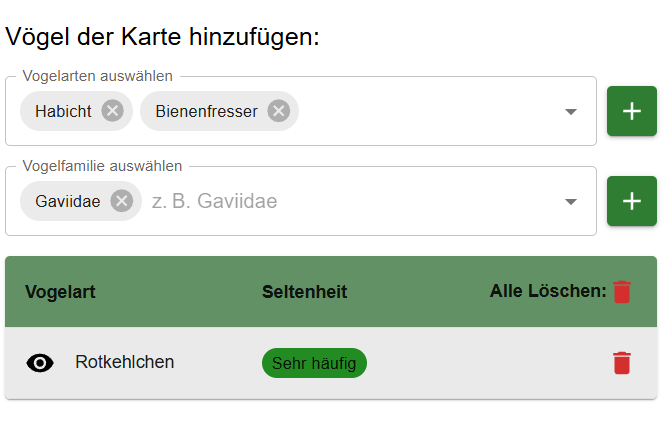 Vögel der Karte hinzufügen:
Vogelarten auswählen
Habicht Bienenfresser
Vogelfamilie auswählen
Gaviidae z. B. Gaviidae
Vogelart Seltenheit Alle Löschen:
Rotkehlchen Sehr häufig